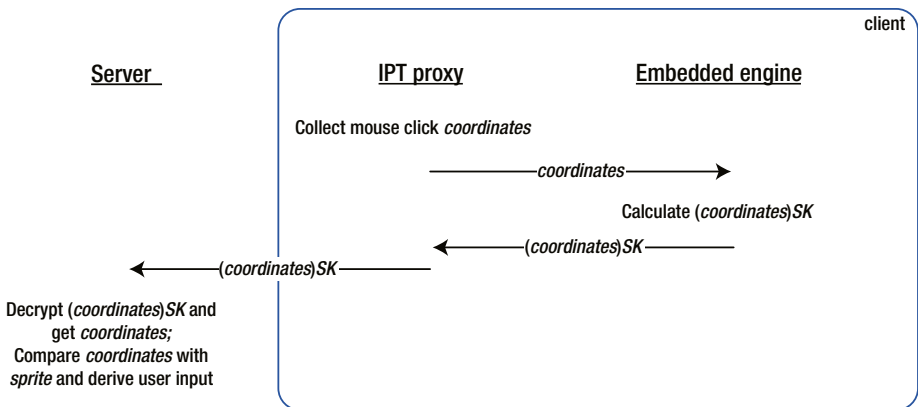 client
Server
IPT proxy
Embedded engine
Collect mouse click coordinates
coordinates
Calculate (coordinates)SK
(coordinates)SK
(coordinates)SK
Decrypt (coordinates)SK and
get coordinates;
Compare coordinates with
sprite and derive user input